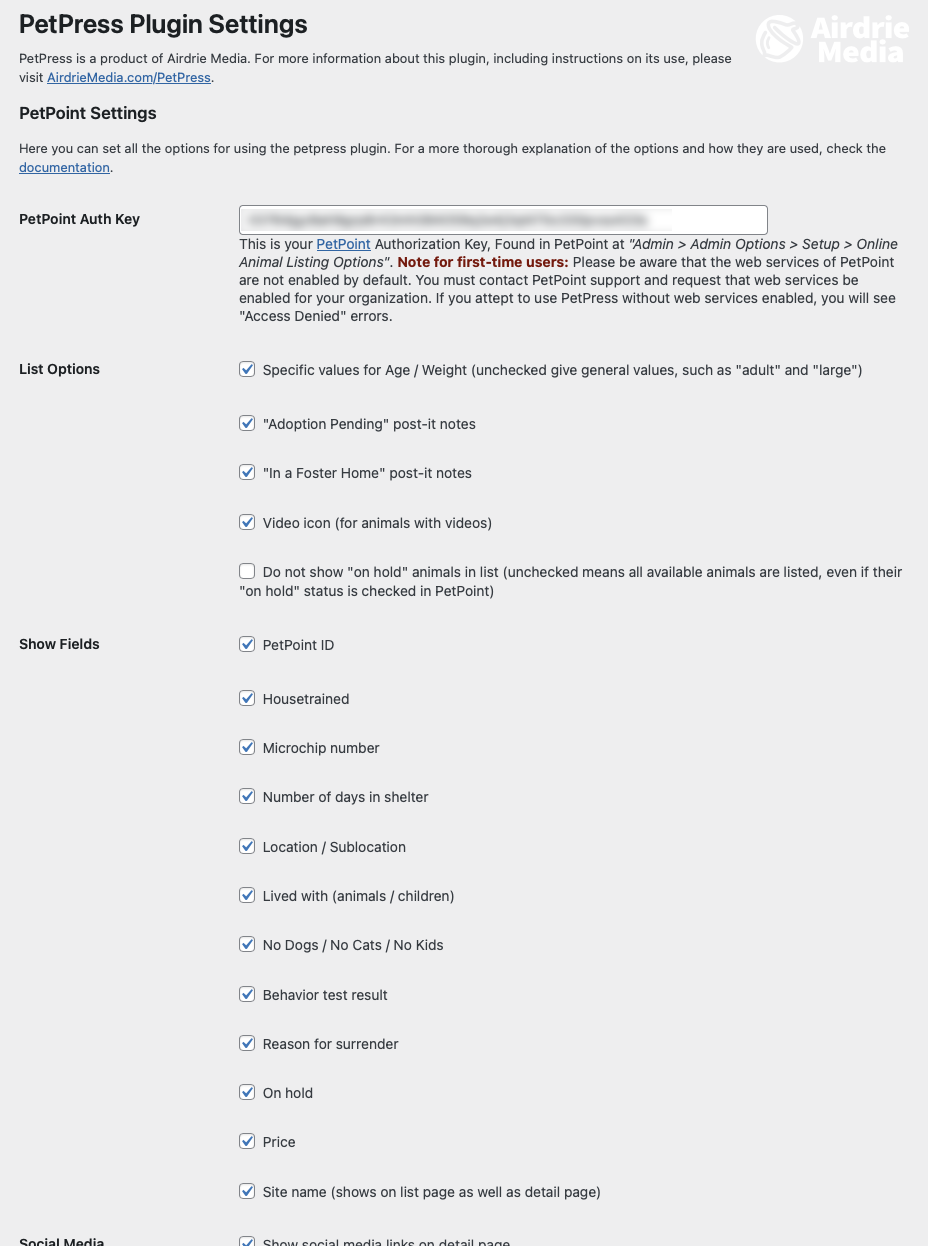 PetPress Plugin Settings
Airdrie
Media
PetPress is a product of Airdrie Media. For more information about this plugin, including instructions on its use, please
visit AirdrieMedia.com/PetPress.
PetPoint Settings
Here you can set all the options for using the petpress plugin. For a more thorough explanation of the options and how they are used, check the
documentation.
PetPoint Auth Key
This is your PetPoint Authorization Key, Found in PetPoint at "Admin > Admin Options > Setup > Online
Animal Listing Options". Note for first-time users: Please be aware that the web services of PetPoint
are not enabled by default. You must contact PetPoint support and request that web services be
enabled for your organization. If you attept to use PetPress without web services enabled, you will see
"Access Denied" errors.
List Options
Specific values for Age / Weight (unchecked give general values, such as "adult" and "large")
"Adoption Pending" post-it notes
"In a Foster Home" post-it notes
Video icon (for animals with videos)
Do not show "on hold" animals in list (unchecked means all available animals are listed, even if their
"on hold" status is checked in PetPoint)
Show Fields
PetPoint ID
Housetrained
Microchip number
Number of days in shelter
Location / Sublocation
Lived with (animals / children)
No Dogs / No Cats / No Kids
Behavior test result
Reason for surrender
On hold
Price
Site name (shows on list page as well as detail page)
Social Media
Show social media links on detail page